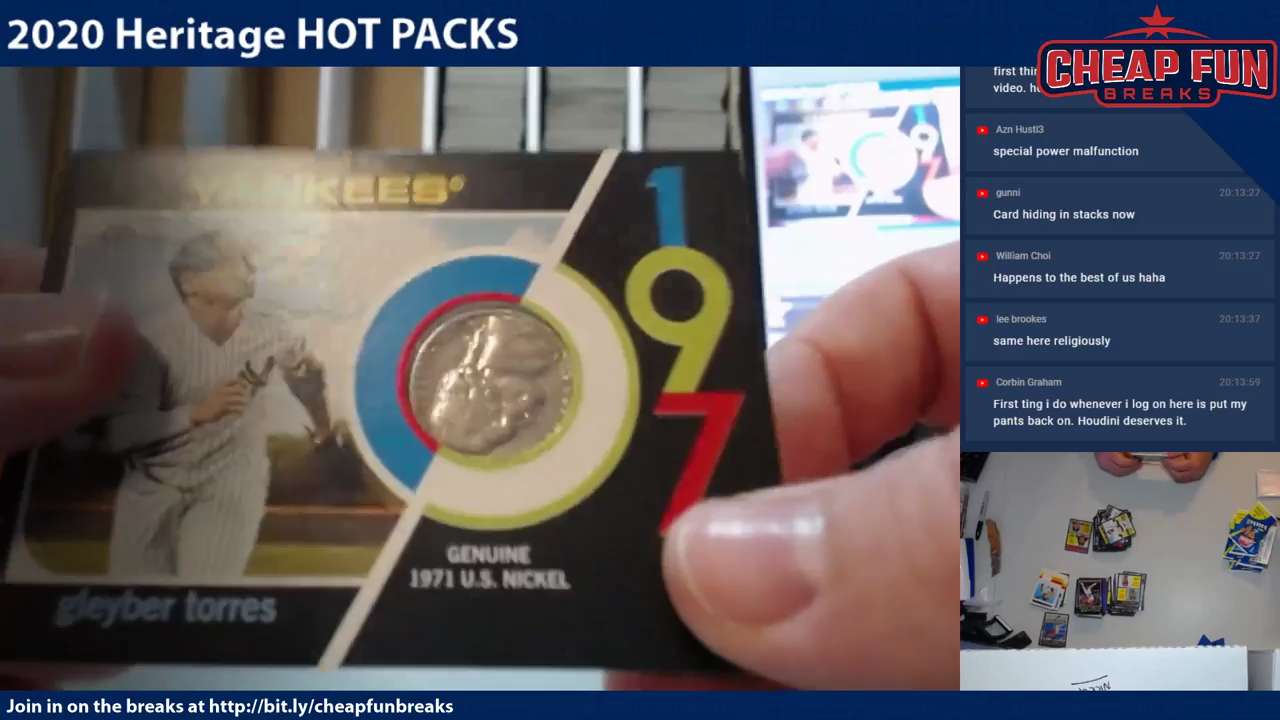 2020 Heritage HOT PACKS
CHEAP FUN
BREAKS
first
video.
Azn Hustl3
special power malfunction
gunni 20:13:27
Card hiding in stacks now
William Choi 20:13:27
Happens to the best of us haha
lee brookes 20:13:37
same here religiously
Corbin Graham 20:13:59
First ting i do whenever i log on here is put my
pants back on. Houdini deserves it.
YANKEES®
197
GENUINE
1971 U.S. NICKEL
gleyber torres
Join in on the breaks at http://bit.ly/cheapfunbreaks